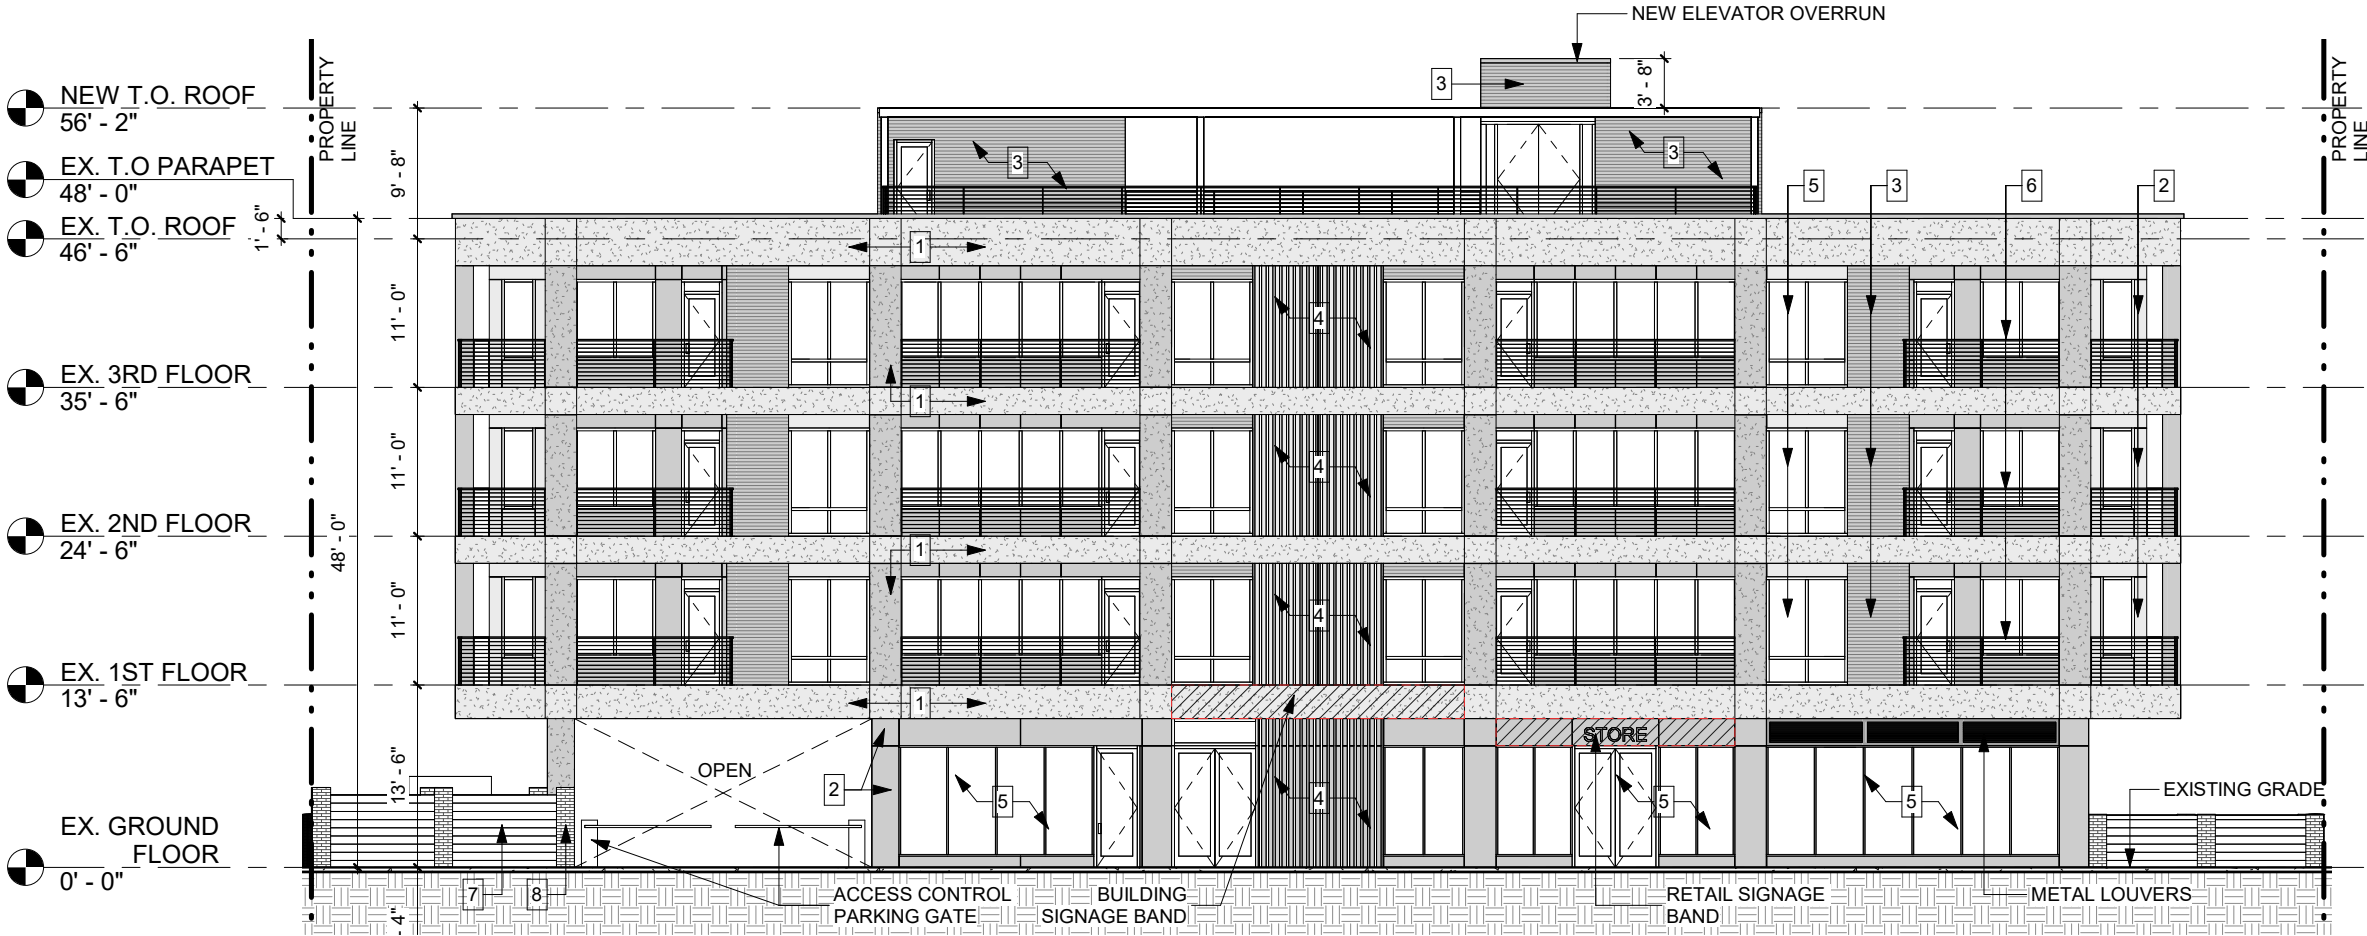 NEW ELEVATOR OVERRUN
NEW T.O. ROOF
56' - 2"
EX. T.O PARAPET
48' - 0"
EX. T.O. ROOF
46' - 6"
EX. 3RD FLOOR
35' - 6"
EX. 2ND FLOOR
24' - 6"
EX. 1ST FLOOR
13' - 6"
EX. GROUND
FLOOR
0' - 0"
PROPERTY
LINE
PROPERTY
LINE
9' - 8"
1' - 6"
11' - 0"
11' - 0"
11' - 0"
48' - 0"
13' - 6"
- 4"
3' - 8"
3
3
3
5
3
6
2
1
4
1
4
1
4
1
STORE
OPEN
2
5
4
5
5
EXISTING GRADE
7
8
ACCESS CONTROL
PARKING GATE
BUILDING
SIGNAGE BAND
RETAIL SIGNAGE
BAND
METAL LOUVERS